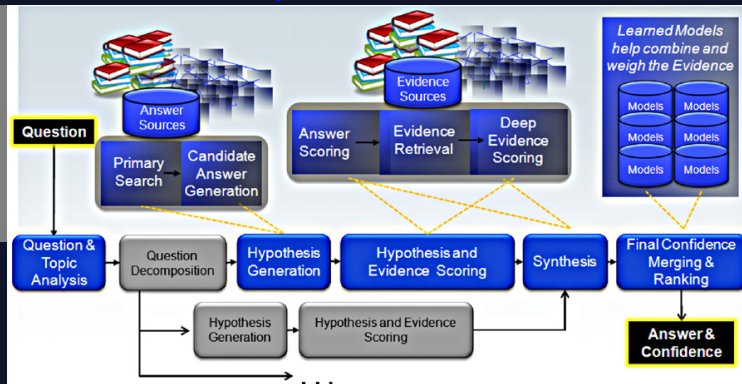 Learned Models
help combine and
weigh the Evidence
Evidence
Sources
Answer
Sources
Models
Models
Models
Models
Models
Models
Question
Answer
Scoring
Evidence
Retrieval
Deep
Evidence
Scoring
Primary
Search
Candidate
Answer
Generation
Question &
Topic
Analysis
Question
Decomposition
Hypothesis
Generation
Hypothesis and
Evidence Scoring
Synthesis
Final Confidence
Merging &
Ranking
Hypothesis
Generation
Hypothesis and Evidence
Scoring
Answer &
Confidence
. . .